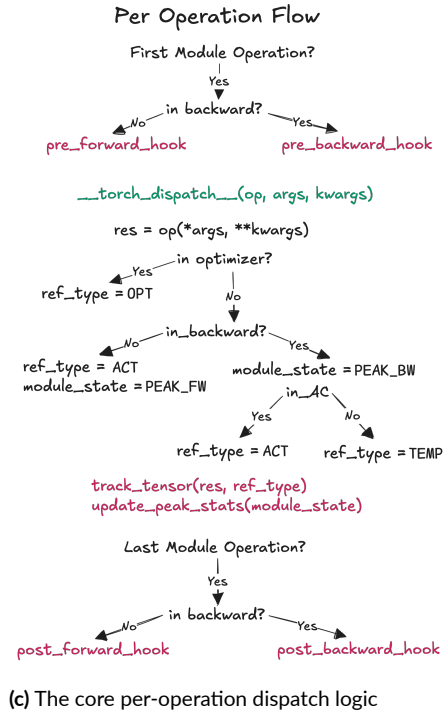 Per Operation Flow
First Module Operation?
Yes
in backward?
No
Yes
pre_forward_hook
pre_backward_hook
__torch_dispatch__(op, args, kwargs)
res = op(*args, **kwargs)
in optimizer?
Yes
ref_type = OPT
No
in_backward?
No
Yes
ref_type = ACT
module_state = PEAK_FW
module_state = PEAK_BW
in_AC
Yes
No
ref_type = ACT
ref_type = TEMP
track_tensor(res, ref_type)
update_peak_stats(module_state)
Last Module Operation?
Yes
in backward?
No
Yes
post_forward_hook
post_backward_hook
(c) The core per-operation dispatch logic